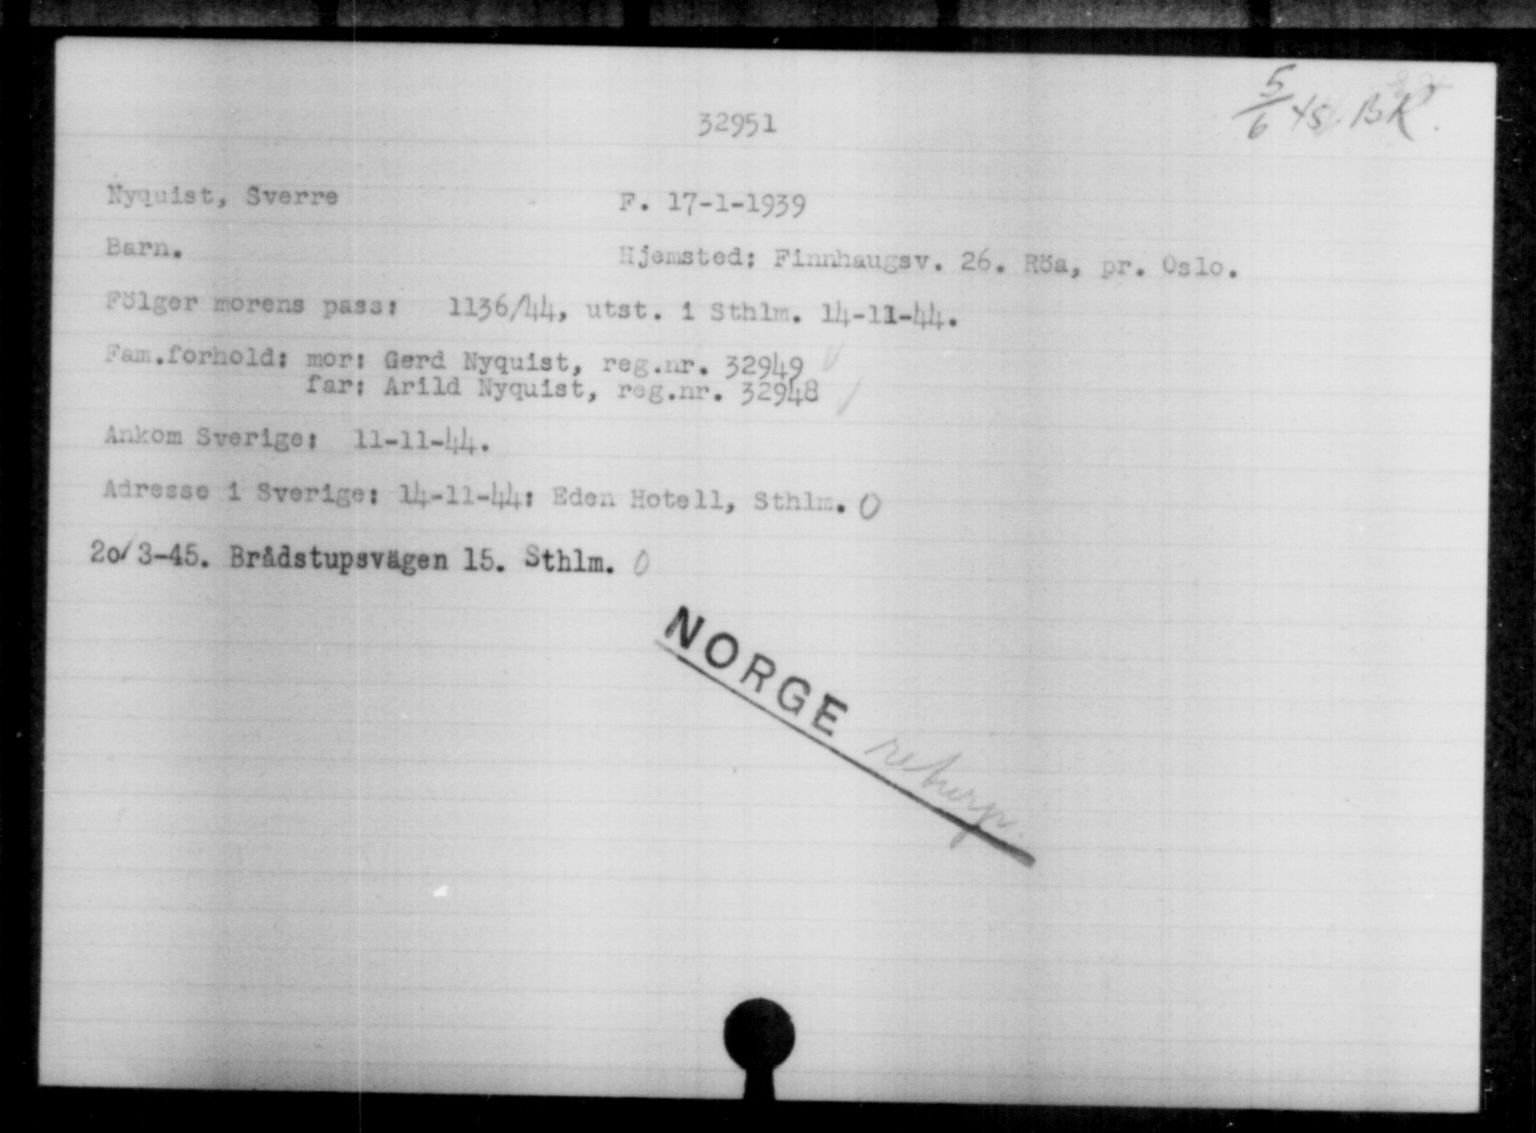 5/6 45. BK.
32951
Nyquist, Sverre F. 17-1-1939
Barn. Hjemsted: Finnhaugsv. 26. Röa, pr. Oslo.
Fölger morens pass: 1136/44, utst. i Sthlm. 14-11-44.
Fam.forhold: mor: Gerd Nyquist, reg.nr. 32949
far: Arild Nyquist, reg.nr. 32948
Ankom Sverige: 11-11-44.
Adresse i Sverige: 14-11-44: Eden Hotell, Sthlm. O
20/3-45. Brådstupsvägen 15. Sthlm. O
NORGE